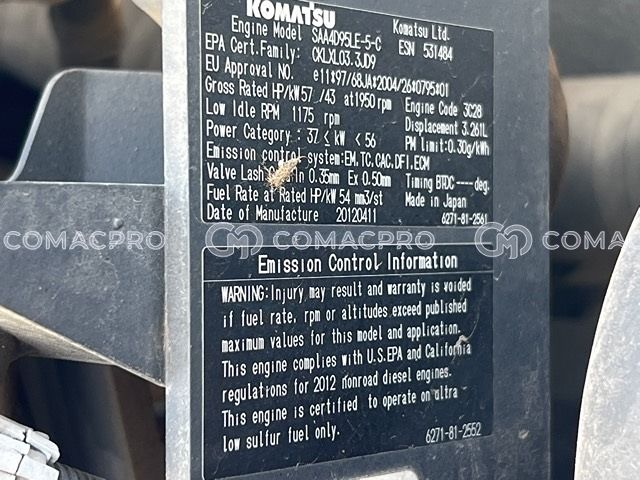 KOMATSU Komatsu Ltd.
Engine Model SAA4D95LE-5-C ESN 531484
EPA Cert.Family: CKLXL03.3JD9
EU Approval NO. e11*97/68JA*2004/26*0795*01
Gross Rated HP/kW 57 /43 at 1950 rpm Engine Code 3C28
Low Idle RPM 1175 rpm Displacement 3.261L
Power Category : 37 ≤ kW < 56 PM limit:0.30g/kWh
Emission control system:EM,TC,CAC,DFI,ECM
Valve Lash In 0.35mm Ex 0.50mm Timing BTDC ----deg.
Fuel Rate at Rated HP/kW 54 mm3/st Made in Japan
Date of Manufacture 20120411 6271-81-2561
COMACPRO COMACPRO COMA
Emission Control Information
WARNING: Injury may result and warranty is voided
if fuel rate, rpm or altitudes exceed published
maximum values for this model and application.
This engine complies with U.S.EPA and California
regulations for 2012 nonroad diesel engines.
This engine is certified to operate on ultra
low sulfur fuel only. 6271-81-2552